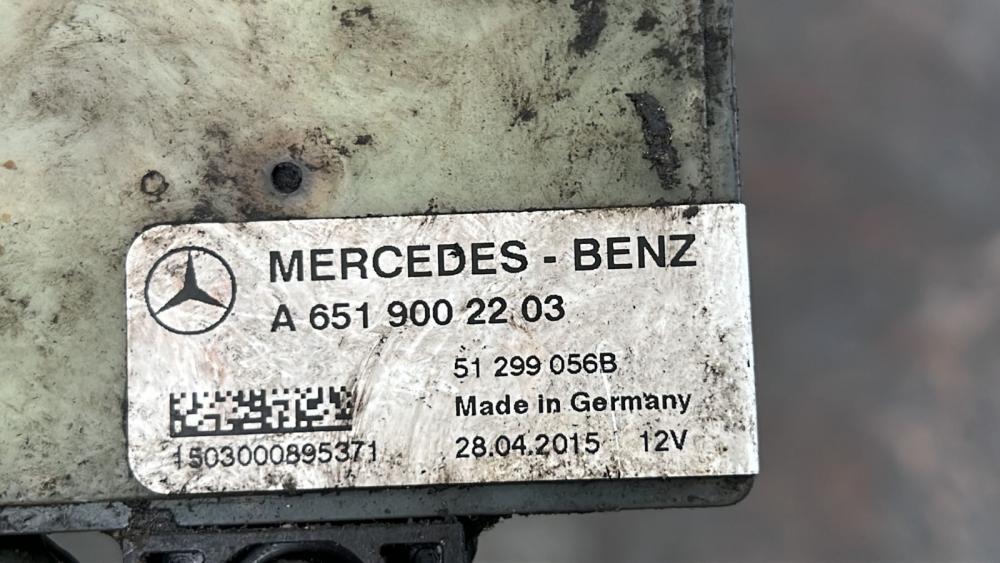 MERCEDES - BENZ
A 651 900 22 03
51 299 056B
Made in Germany
1503000895371
28.04.2015 12V